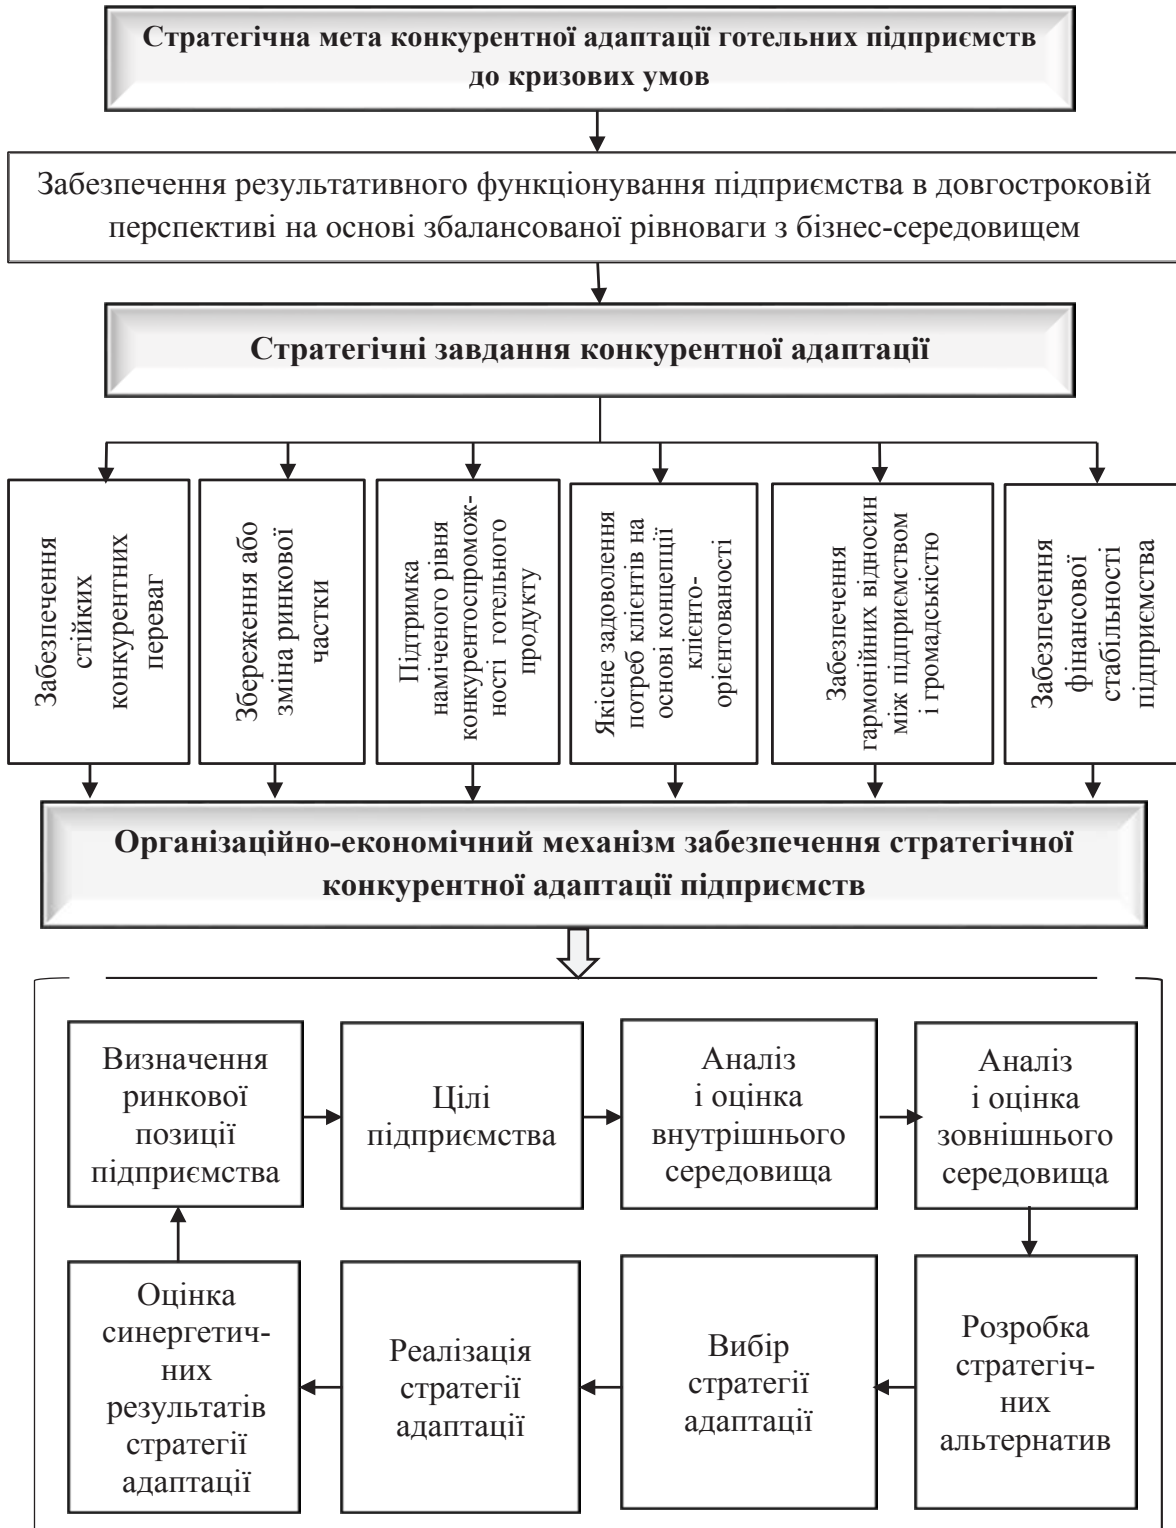 Стратегічна мета конкурентної адаптації готельних підприємств
до кризових умов
Забезпечення результативного функціонування підприємства в довгостроковій
перспективі на основі збалансованої рівноваги з бізнес-середовищем
Стратегічні завдання конкурентної адаптації
Забезпечення
стійких
конкурентних
переваг
Збереження або
зміна ринкової
частки
Підтримка
наміченого рівня
конкурентоспромож-
ності готельного
продукту
Якісне задоволення
потреб клієнтів на
основі концепції
клієнто-
орієнтованості
Забезпечення
гармонійних відносин
між підприємством
і громадськістю
Забезпечення
фінансової
стабільності
підприємства
Організаційно-економічний механізм забезпечення стратегічної
конкурентної адаптації підприємств
Визначення
ринкової
позиції
підприємства
Цілі
підприємства
Аналіз
і оцінка
внутрішнього
середовища
Аналіз
і оцінка
зовнішнього
середовища
Оцінка
синергетич-
них
результатів
стратегії
адаптації
Реалізація
стратегії
адаптації
Вибір
стратегії
адаптації
Розробка
стратегіч-
них
альтернатив